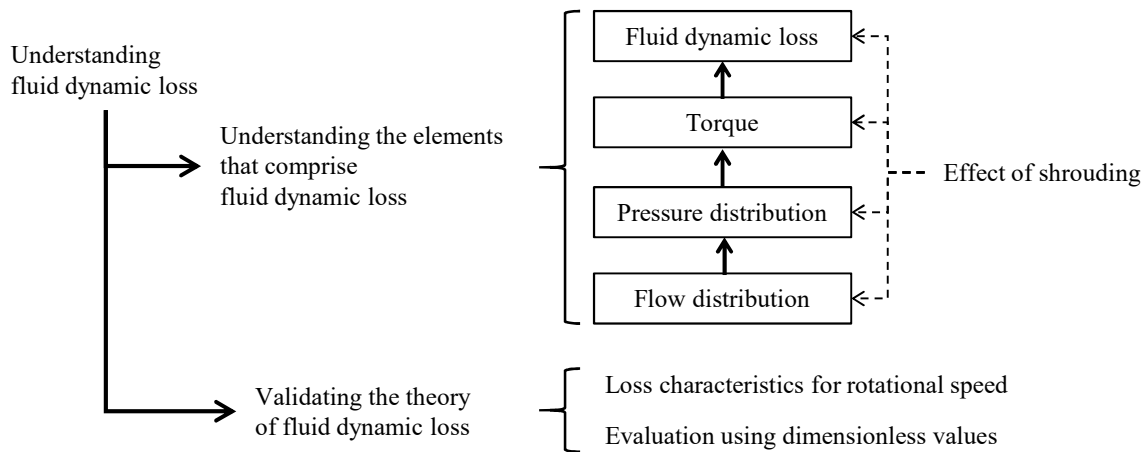 Understanding
fluid dynamic loss
Understanding the elements
that comprise
fluid dynamic loss
Fluid dynamic loss
Torque
Pressure distribution
Flow distribution
Effect of shrouding
Validating the theory
of fluid dynamic loss
Loss characteristics for rotational speed
Evaluation using dimensionless values